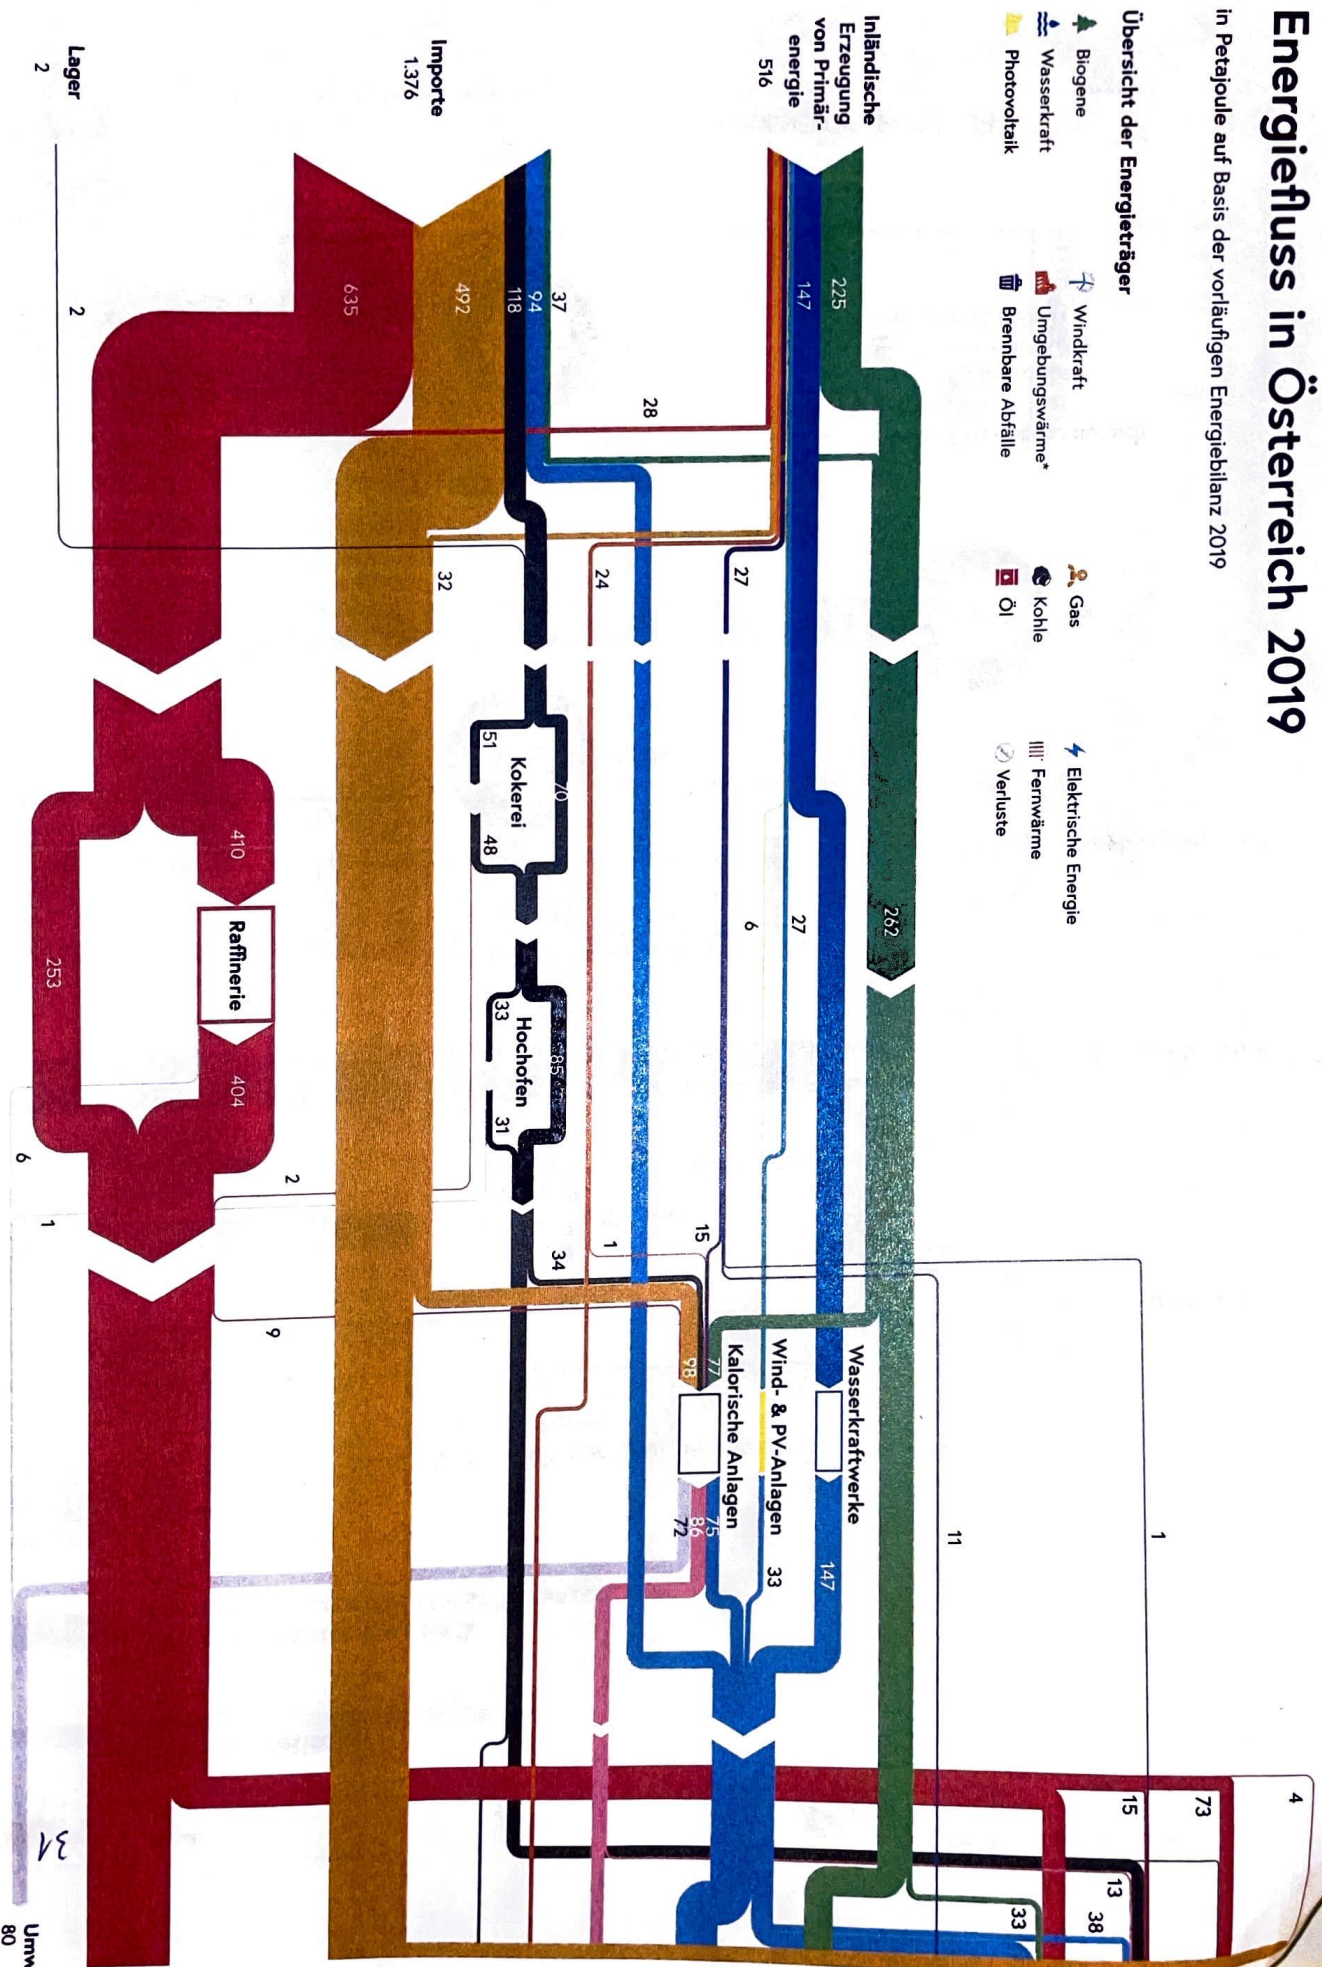 Energiefluss in Österreich 2019
in Petajoule auf Basis der vorläufigen Energiebilanz 2019
Übersicht der Energieträger
Biogene
Wasserkraft
Photovoltaik
Windkraft
Umgebungswärme*
Brennbare Abfälle
Gas
Kohle
Öl
Elektrische Energie
Fernwärme
Verluste
Inländische
Erzeugung
von Primär-
energie
516
225
147
262
27
6
27
24
28
Importe
1.376
37
94
118
492
635
32
Lager
2
2
Kokerei
70
51
48
Hochofen
85
33
31
34
1
15
Raffinerie
410
404
253
6
1
2
9
Wasserkraftwerke
147
Wind- & PV-Anlagen
33
Kalorische Anlagen
77
98
75
86
72
11
1
4
73
15
13
38
33
31
Umw
80